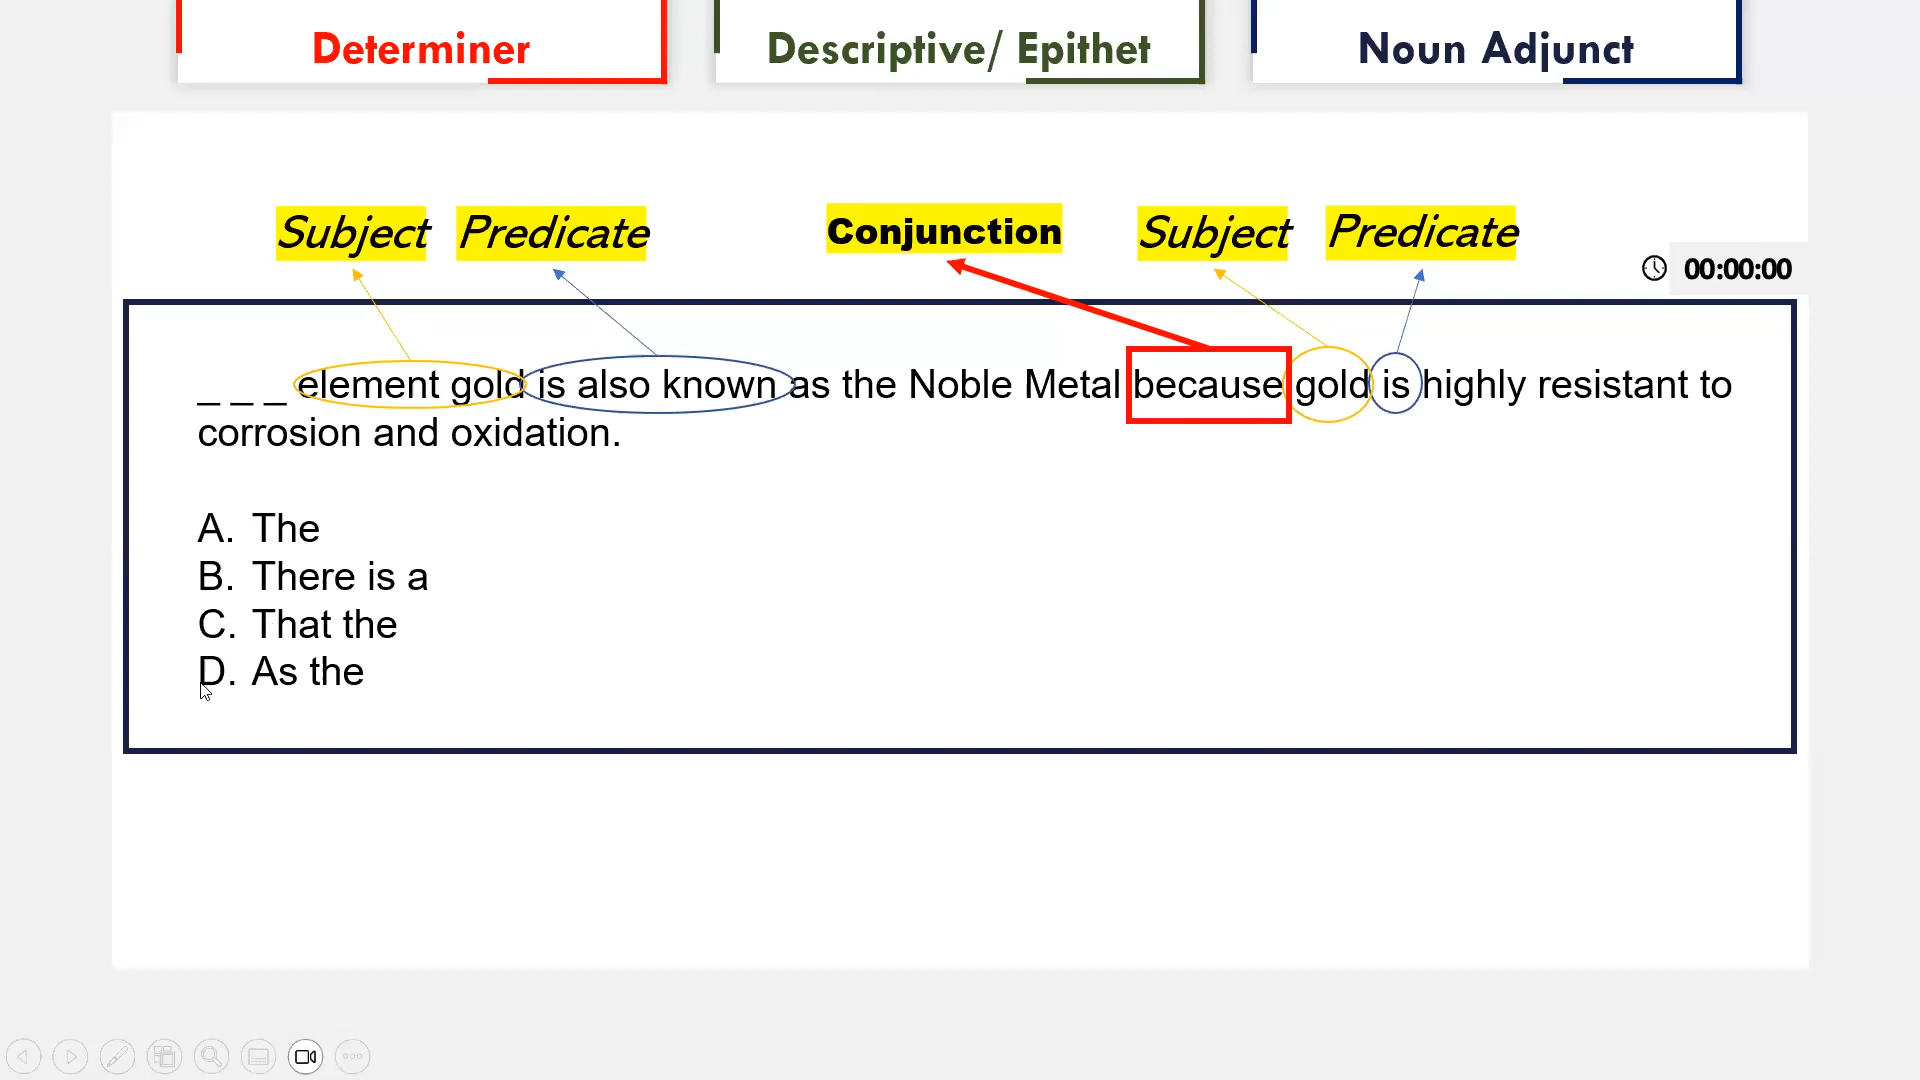 Determiner
Descriptive/ Epithet
Noun Adjunct
Subject
Predicate
Conjunction
Subject
Predicate
00:00:00
_ _ _ element gold is also known as the Noble Metal because gold is highly resistant to
corrosion and oxidation.
A. The
B. There is a
C. That the
D. As the